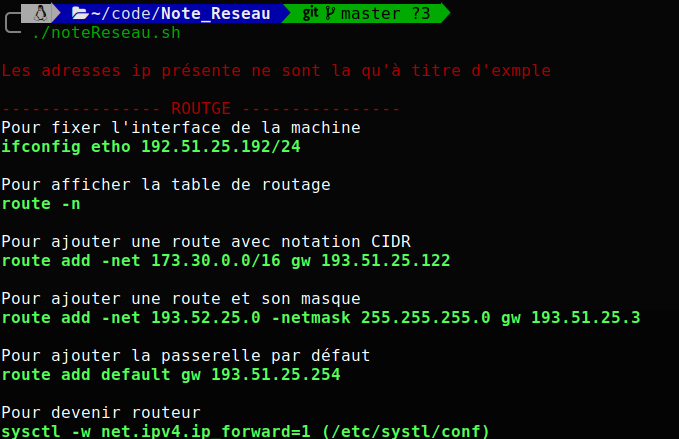 ~/code/Note_Reseau git master ?3
./noteReseau.sh
Les adresses ip présente ne sont la qu'à titre d'exmple
---------------- ROUTGE ----------------
Pour fixer l'interface de la machine
ifconfig etho 192.51.25.192/24
Pour afficher la table de routage
route -n
Pour ajouter une route avec notation CIDR
route add -net 173.30.0.0/16 gw 193.51.25.122
Pour ajouter une route et son masque
route add -net 193.52.25.0 -netmask 255.255.255.0 gw 193.51.25.3
Pour ajouter la passerelle par défaut
route add default gw 193.51.25.254
Pour devenir routeur
sysctl -w net.ipv4.ip forward=1 (/etc/systl/conf)